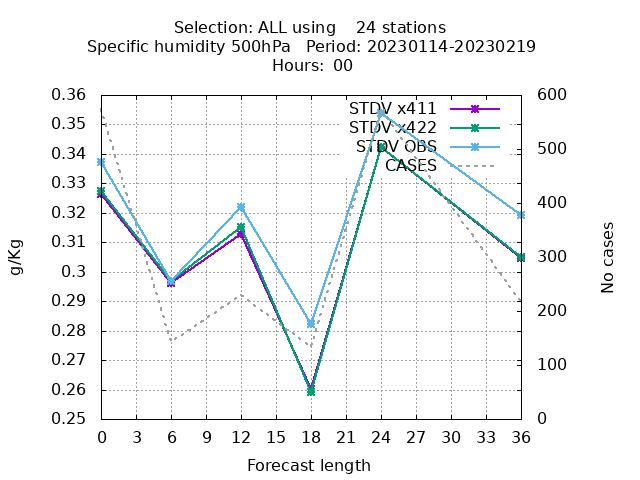 Selection: ALL using    24 stations
Specific humidity 500hPa   Period: 20230114-20230219
Hours:  00
STDV x411
STDV x422
STDV OBS
CASES
0.36
0.35
0.34
0.33
0.32
0.31
0.3
0.29
0.28
0.27
0.26
0.25
g/Kg
600
500
400
300
200
100
0
No cases
0 3 6 9 12 15 18 21 24 27 30 33 36
Forecast length